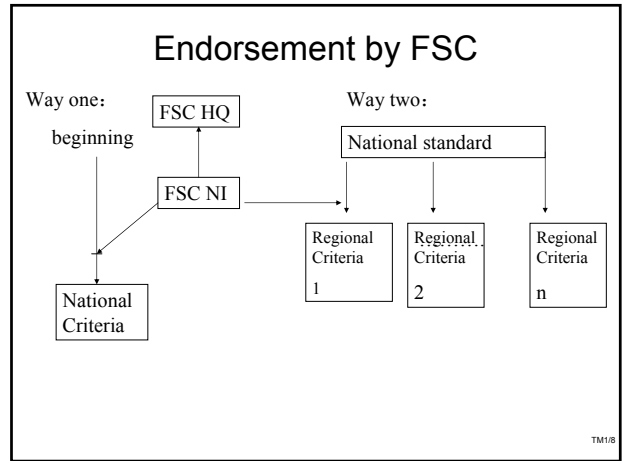 Endorsement by FSC
Way one:
beginning
FSC HQ
FSC NI
National
Criteria
Way two:
National standard
Regional
Criteria
1
Regional
Criteria
2
Regional
Criteria
n
TM1/8